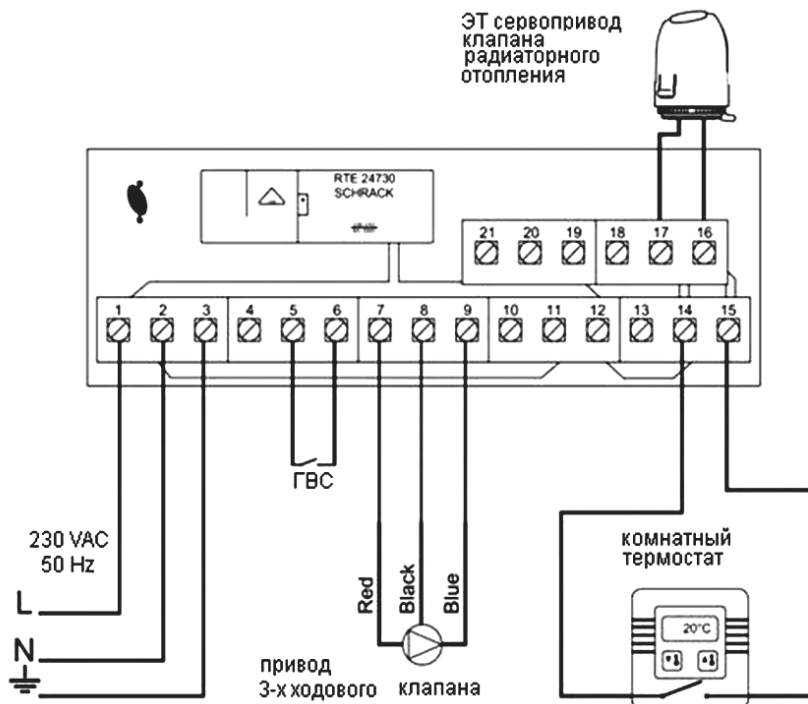 ЭТ сервопривод
клапана
радиаторного
отопления
RTE 24730
SCHRACK
21 20 19 18 17 16
1 2 3 4 5 6 7 8 9 10 11 12 13 14 15
ГВС
230 VAC
50 Hz
L
N
Red
Black
Blue
привод
3-х ходового клапана
комнатный
термостат
20°C